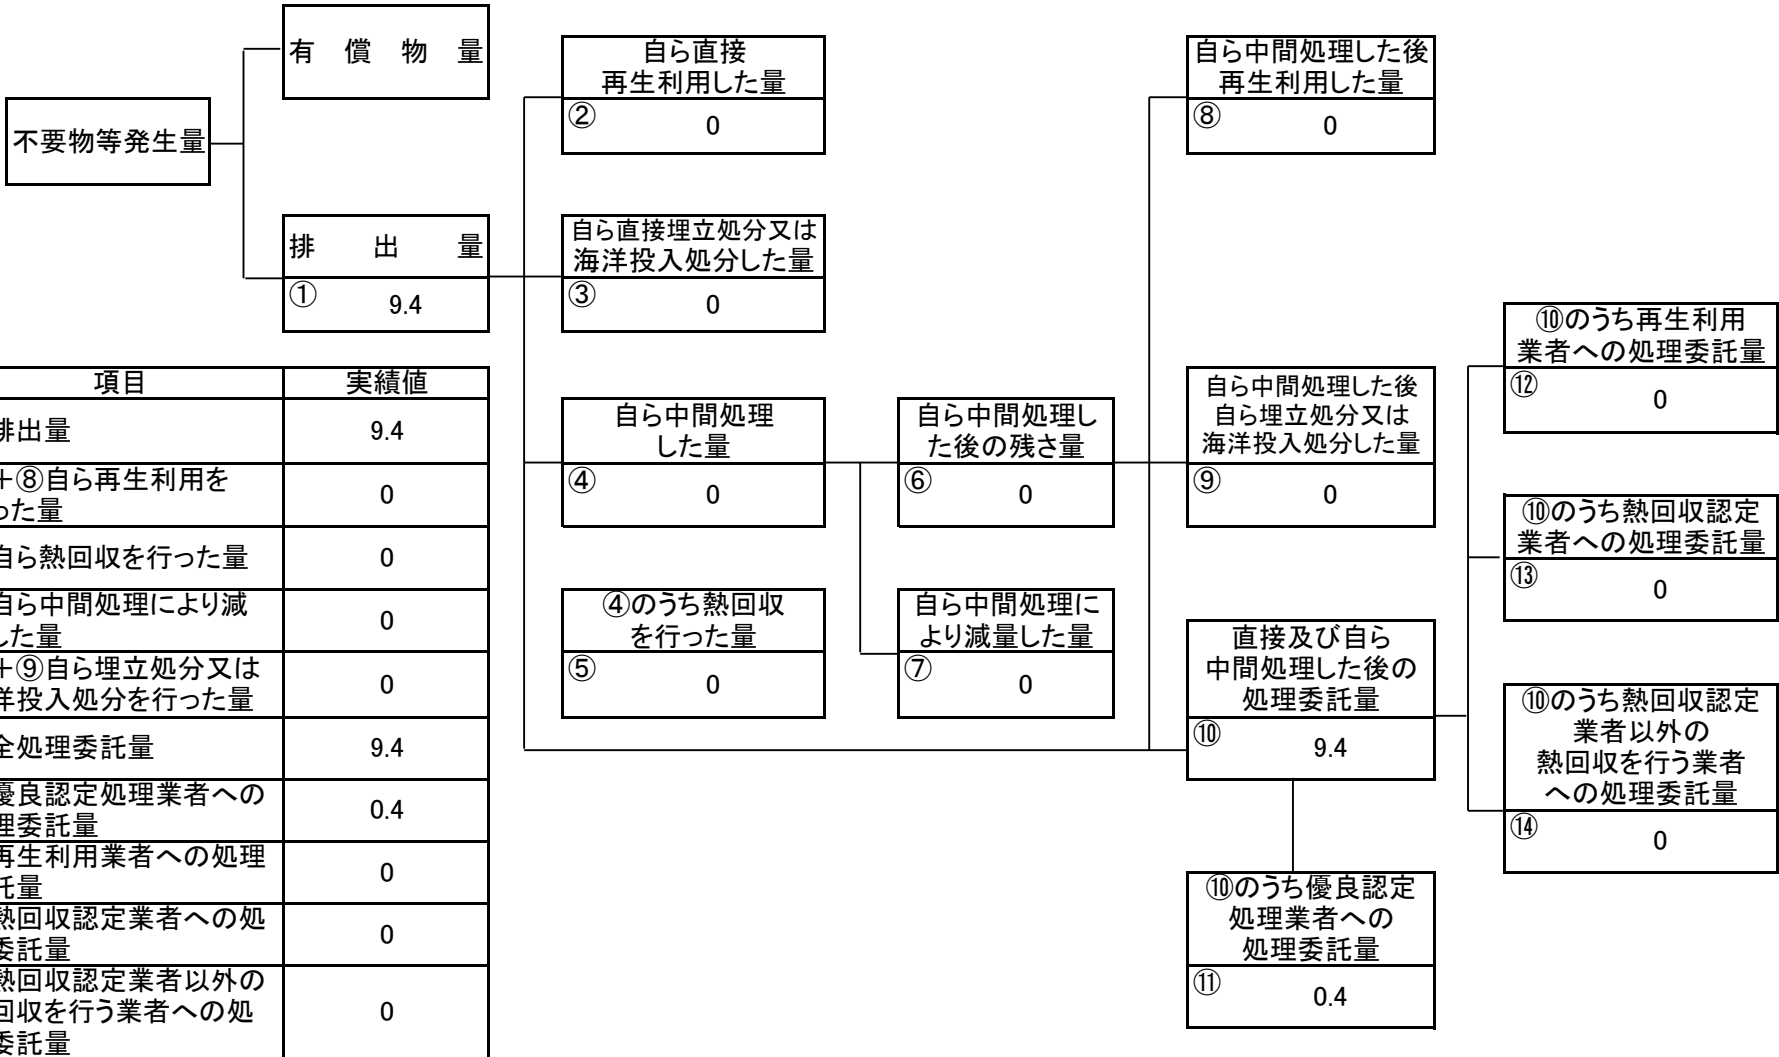 有　償　物　量
不要物等発生量
排　出　量
① 9.4
自ら直接
再生利用した量
② 0
自ら直接埋立処分又は
海洋投入処分した量
③ 0
自ら中間処理
した量
④ 0
④のうち熱回収
を行った量
⑤ 0
自ら中間処理し
た後の残さ量
⑥ 0
自ら中間処理に
より減量した量
⑦ 0
自ら中間処理した後
再生利用した量
⑧ 0
自ら中間処理した後
自ら埋立処分又は
海洋投入処分した量
⑨ 0
直接及び自ら
中間処理した後の
処理委託量
⑩ 9.4
⑩のうち優良認定
処理業者への
処理委託量
⑪ 0.4
⑩のうち再生利用
業者への処理委託量
⑫ 0
⑩のうち熱回収認定
業者への処理委託量
⑬ 0
⑩のうち熱回収認定
業者以外の
熱回収を行う業者
への処理委託量
⑭ 0
項目 実績値
排出量 9.4
＋⑧自ら再生利用を
った量 0
自ら熱回収を行った量 0
自ら中間処理により減
した量 0
＋⑨自ら埋立処分又は
洋投入処分を行った量 0
全処理委託量 9.4
優良認定処理業者への
理委託量 0.4
再生利用業者への処理
託量 0
熱回収認定業者への処
委託量 0
熱回収認定業者以外の
回収を行う業者への処
委託量 0